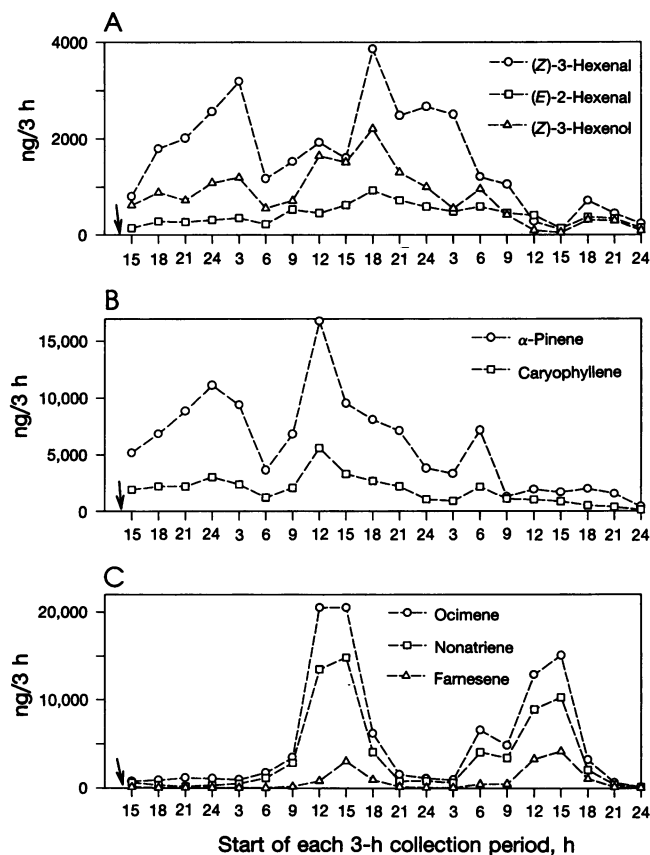 A
4000
2000
0
ng/3 h
(Z)-3-Hexenal
(E)-2-Hexenal
(Z)-3-Hexenol
15 18 21 24 3 6 9 12 15 18 21 24 3 6 9 12 15 18 21 24
B
15,000
10,000
5,000
0
ng/3 h
α-Pinene
Caryophyllene
15 18 21 24 3 6 9 12 15 18 21 24 3 6 9 12 15 18 21 24
C
20,000
10,000
0
ng/3 h
Ocimene
Nonatriene
Farnesene
15 18 21 24 3 6 9 12 15 18 21 24 3 6 9 12 15 18 21 24
Start of each 3-h collection period, h